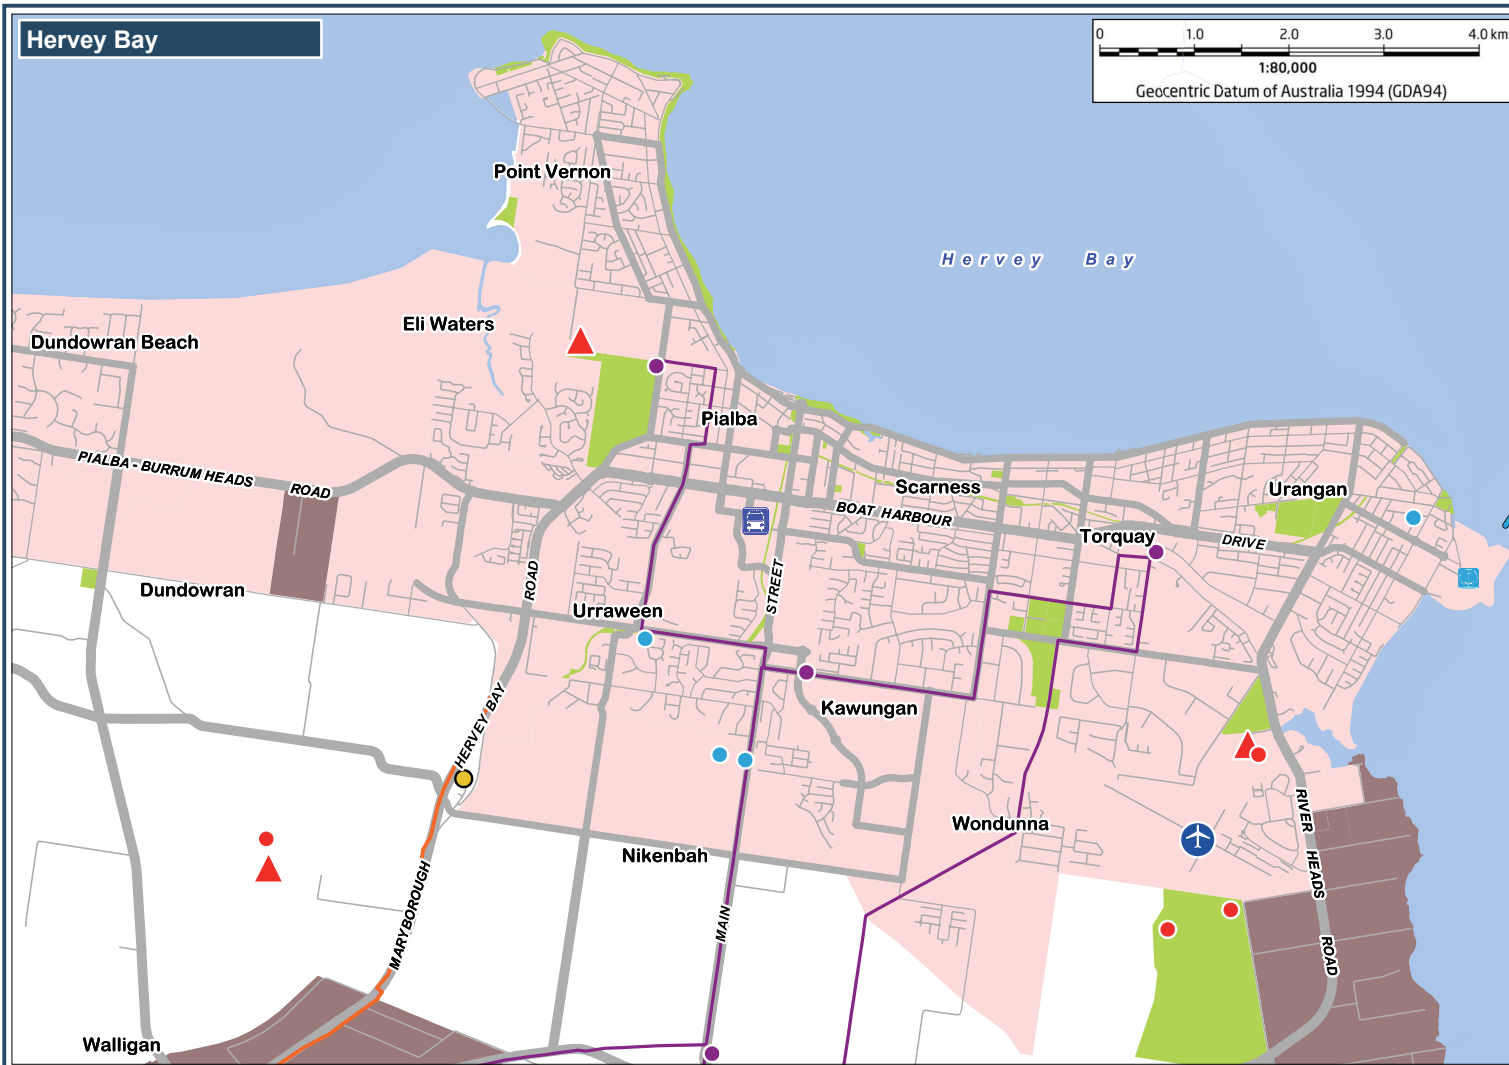 Hervey Bay
0 1.0 2.0 3.0 4.0 km
1:80,000
Geocentric Datum of Australia 1994 (GDA94)
Point Vernon
Hervey Bay
Eli Waters
Dundowran Beach
Pialba
PIALBA - BURRUM HEADS ROAD
Scarness
Urangan
BOAT HARBOUR
Torquay
DRIVE
Dundowran
ROAD
Urraween
STREET
HERVEY BAY
Kawungan
Wondunna
RIVER HEADS ROAD
Nikenbah
MARYBOROUGH
MAIN
Walligan